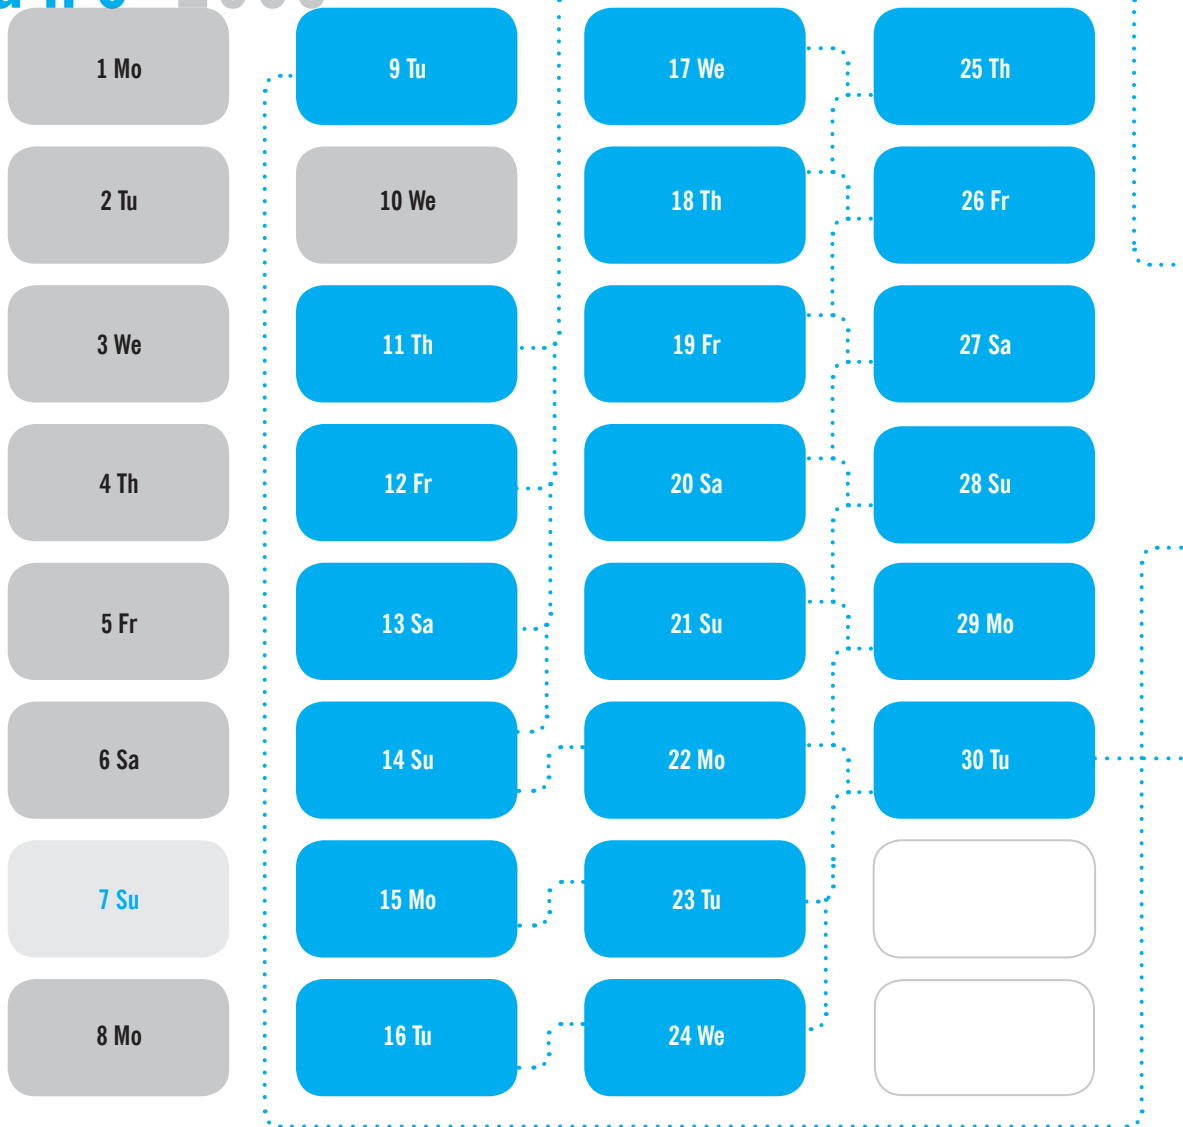 1 Mo
2 Tu
3 We
4 Th
5 Fr
6 Sa
7 Su
8 Mo
9 Tu
10 We
11 Th
12 Fr
13 Sa
14 Su
15 Mo
16 Tu
17 We
18 Th
19 Fr
20 Sa
21 Su
22 Mo
23 Tu
24 We
25 Th
26 Fr
27 Sa
28 Su
29 Mo
30 Tu